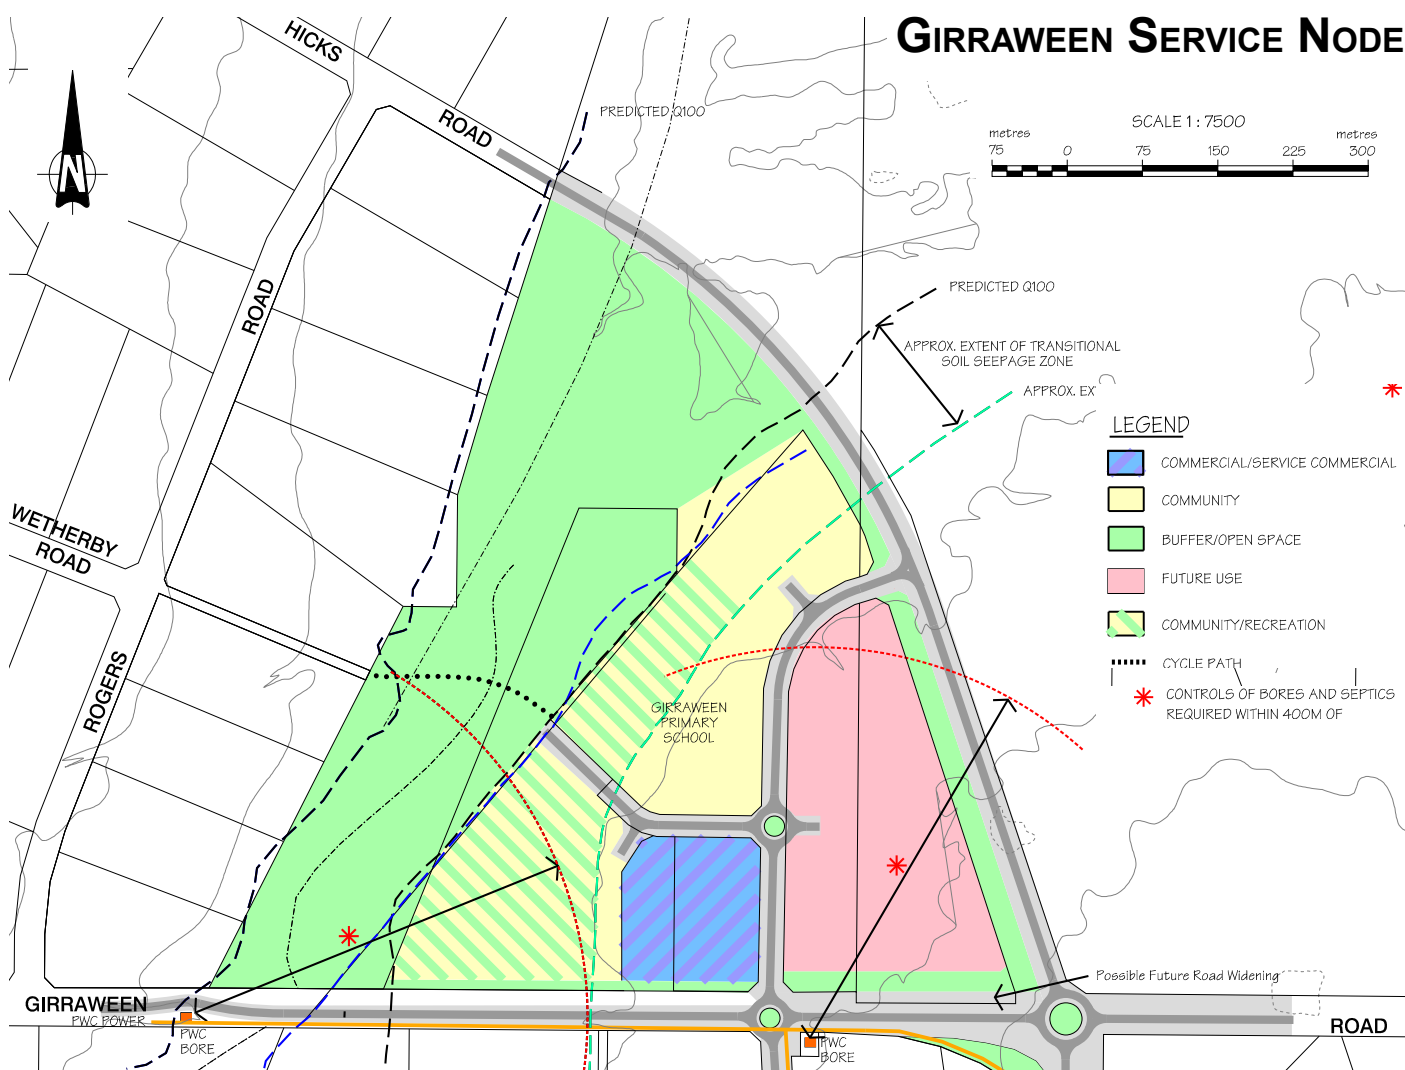 GIRRAWEEN SERVICE NODE
HICKS
ROAD
PREDICTED Q100
SCALE 1 : 7500
metres
metres
75 0 75 150 225 300
N
ROAD
PREDICTED Q100
APPROX. EXTENT OF TRANSITIONAL
SOIL SEEPAGE ZONE
APPROX. EX
LEGEND
COMMERCIAL/SERVICE COMMERCIAL
COMMUNITY
BUFFER/OPEN SPACE
FUTURE USE
COMMUNITY/RECREATION
CYCLE PATH
CONTROLS OF BORES AND SEPTICS
REQUIRED WITHIN 400M OF
WETHERBY
ROAD
ROGERS
GIRRAWEEN
PRIMARY
SCHOOL
Possible Future Road Widening
GIRRAWEEN
PWC POWER
PWC
BORE
PWC
BORE
ROAD